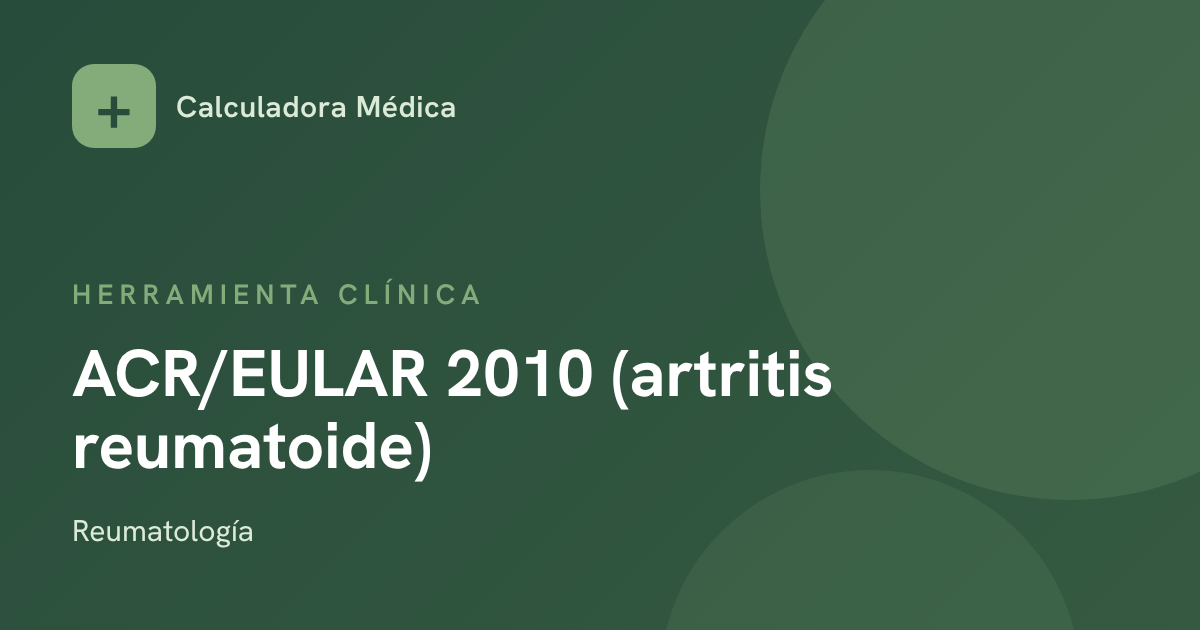 +
Calculadora Médica
HERRAMIENTA CLÍNICA
ACR/EULAR 2010 (artritis
reumatoide)
Reumatología